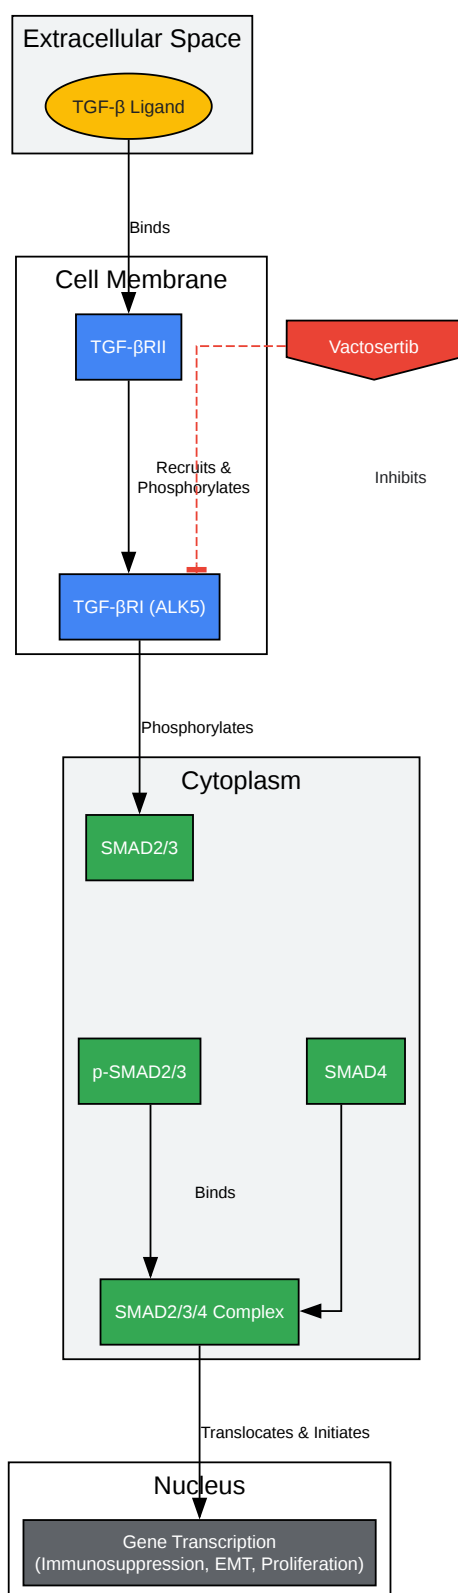 Extracellular Space
TGF-β Ligand
Binds
Cell Membrane
TGF-βRII
Vactosertib
Recruits &
Phosphorylates
Inhibits
TGF-βRI (ALK5)
Phosphorylates
Cytoplasm
SMAD2/3
p-SMAD2/3
SMAD4
Binds
SMAD2/3/4 Complex
Translocates & Initiates
Nucleus
Gene Transcription
(Immunosuppression, EMT, Proliferation)